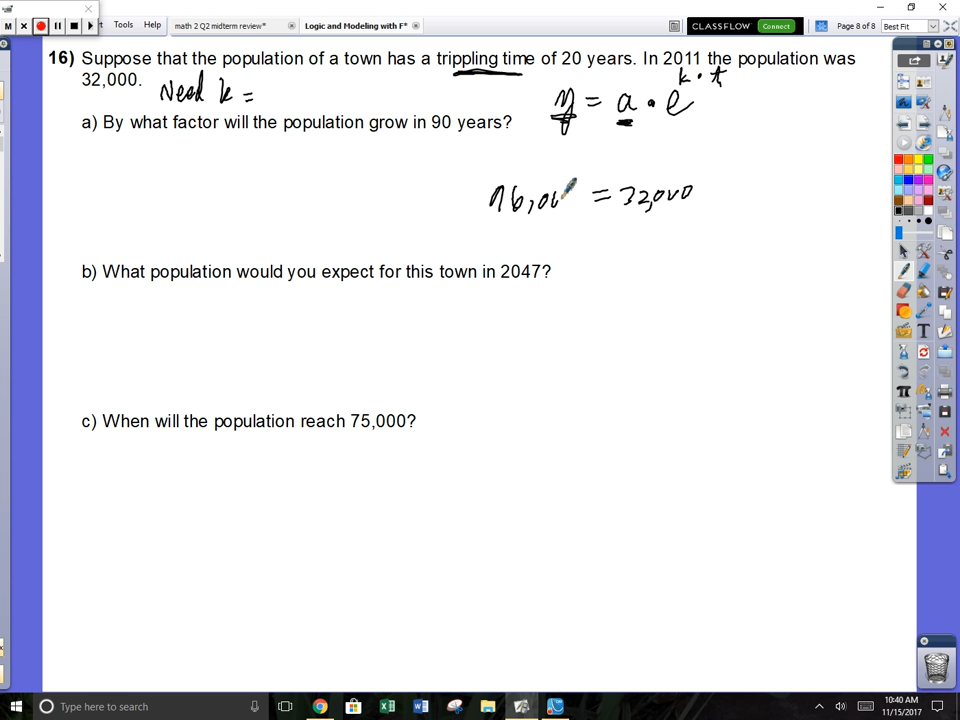 M
rt Tools Help
math 2 Q2 midterm review*
Logic and Modeling with F*
CLASSFLOW Connect
Page 8 of 8
Best Fit
16) Suppose that the population of a town has a trippling time of 20 years. In 2011 the population was
32,000.
Need k =
y = a • e^k•t
a) By what factor will the population grow in 90 years?
96,00 = 32,000
b) What population would you expect for this town in 2047?
c) When will the population reach 75,000?
T
π
Type here to search
10:40 AM
11/15/2017